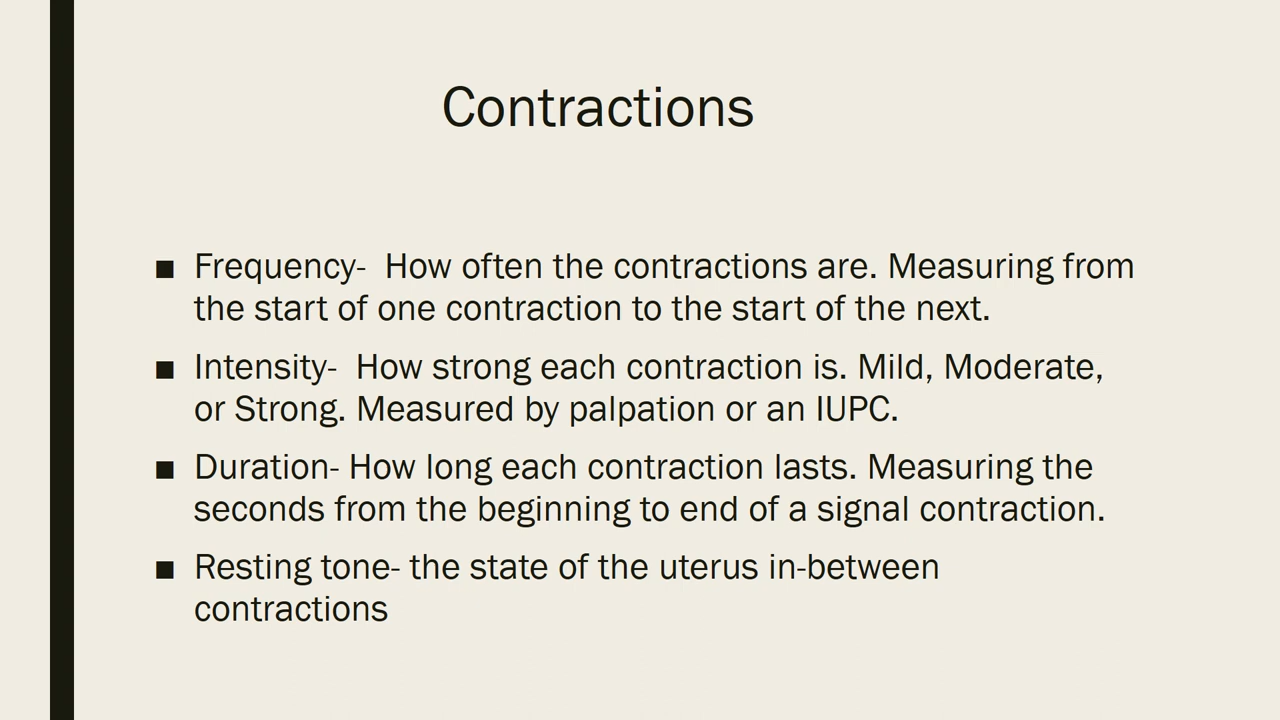 Contractions
■ Frequency-  How often the contractions are. Measuring from
the start of one contraction to the start of the next.
■ Intensity-  How strong each contraction is. Mild, Moderate,
or Strong. Measured by palpation or an IUPC.
■ Duration- How long each contraction lasts. Measuring the
seconds from the beginning to end of a signal contraction.
■ Resting tone- the state of the uterus in-between
contractions